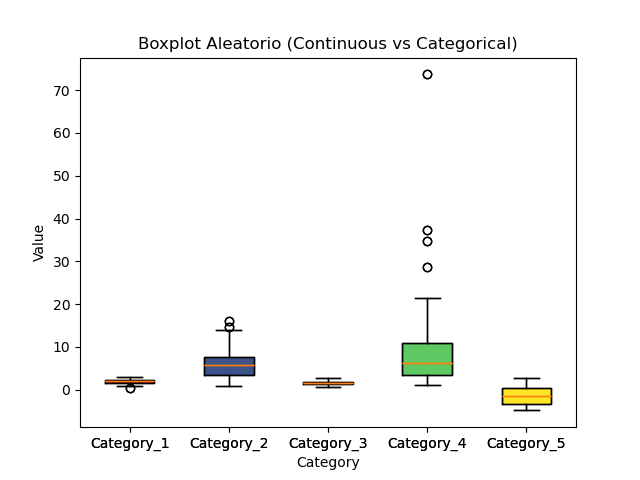 Boxplot Aleatorio (Continuous vs Categorical)
70
60
50
40
30
20
10
0
Value
Category_1 Category_2 Category_3 Category_4 Category_5
Category